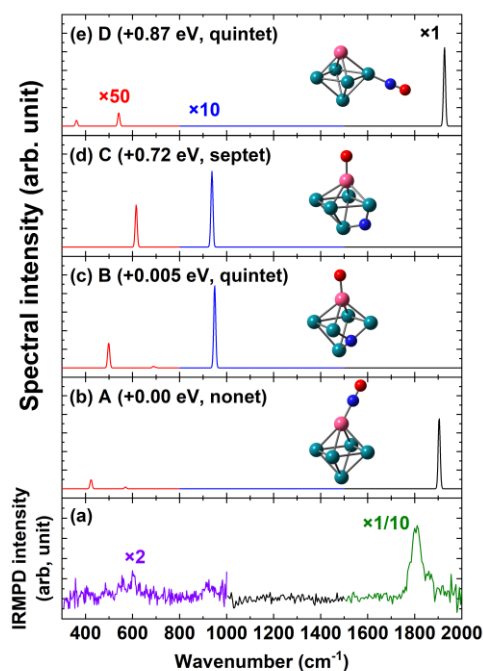 (e) D (+0.87 eV, quintet)
×1
×50
×10
(d) C (+0.72 eV, septet)
(c) B (+0.005 eV, quintet)
(b) A (+0.00 eV, nonet)
(a)
×2
×1/10
Spectral intensity (arb. unit)
IRMPD intensity
(arb, unit)
400 600 800 1000 1200 1400 1600 1800 2000
Wavenumber (cm⁻¹)